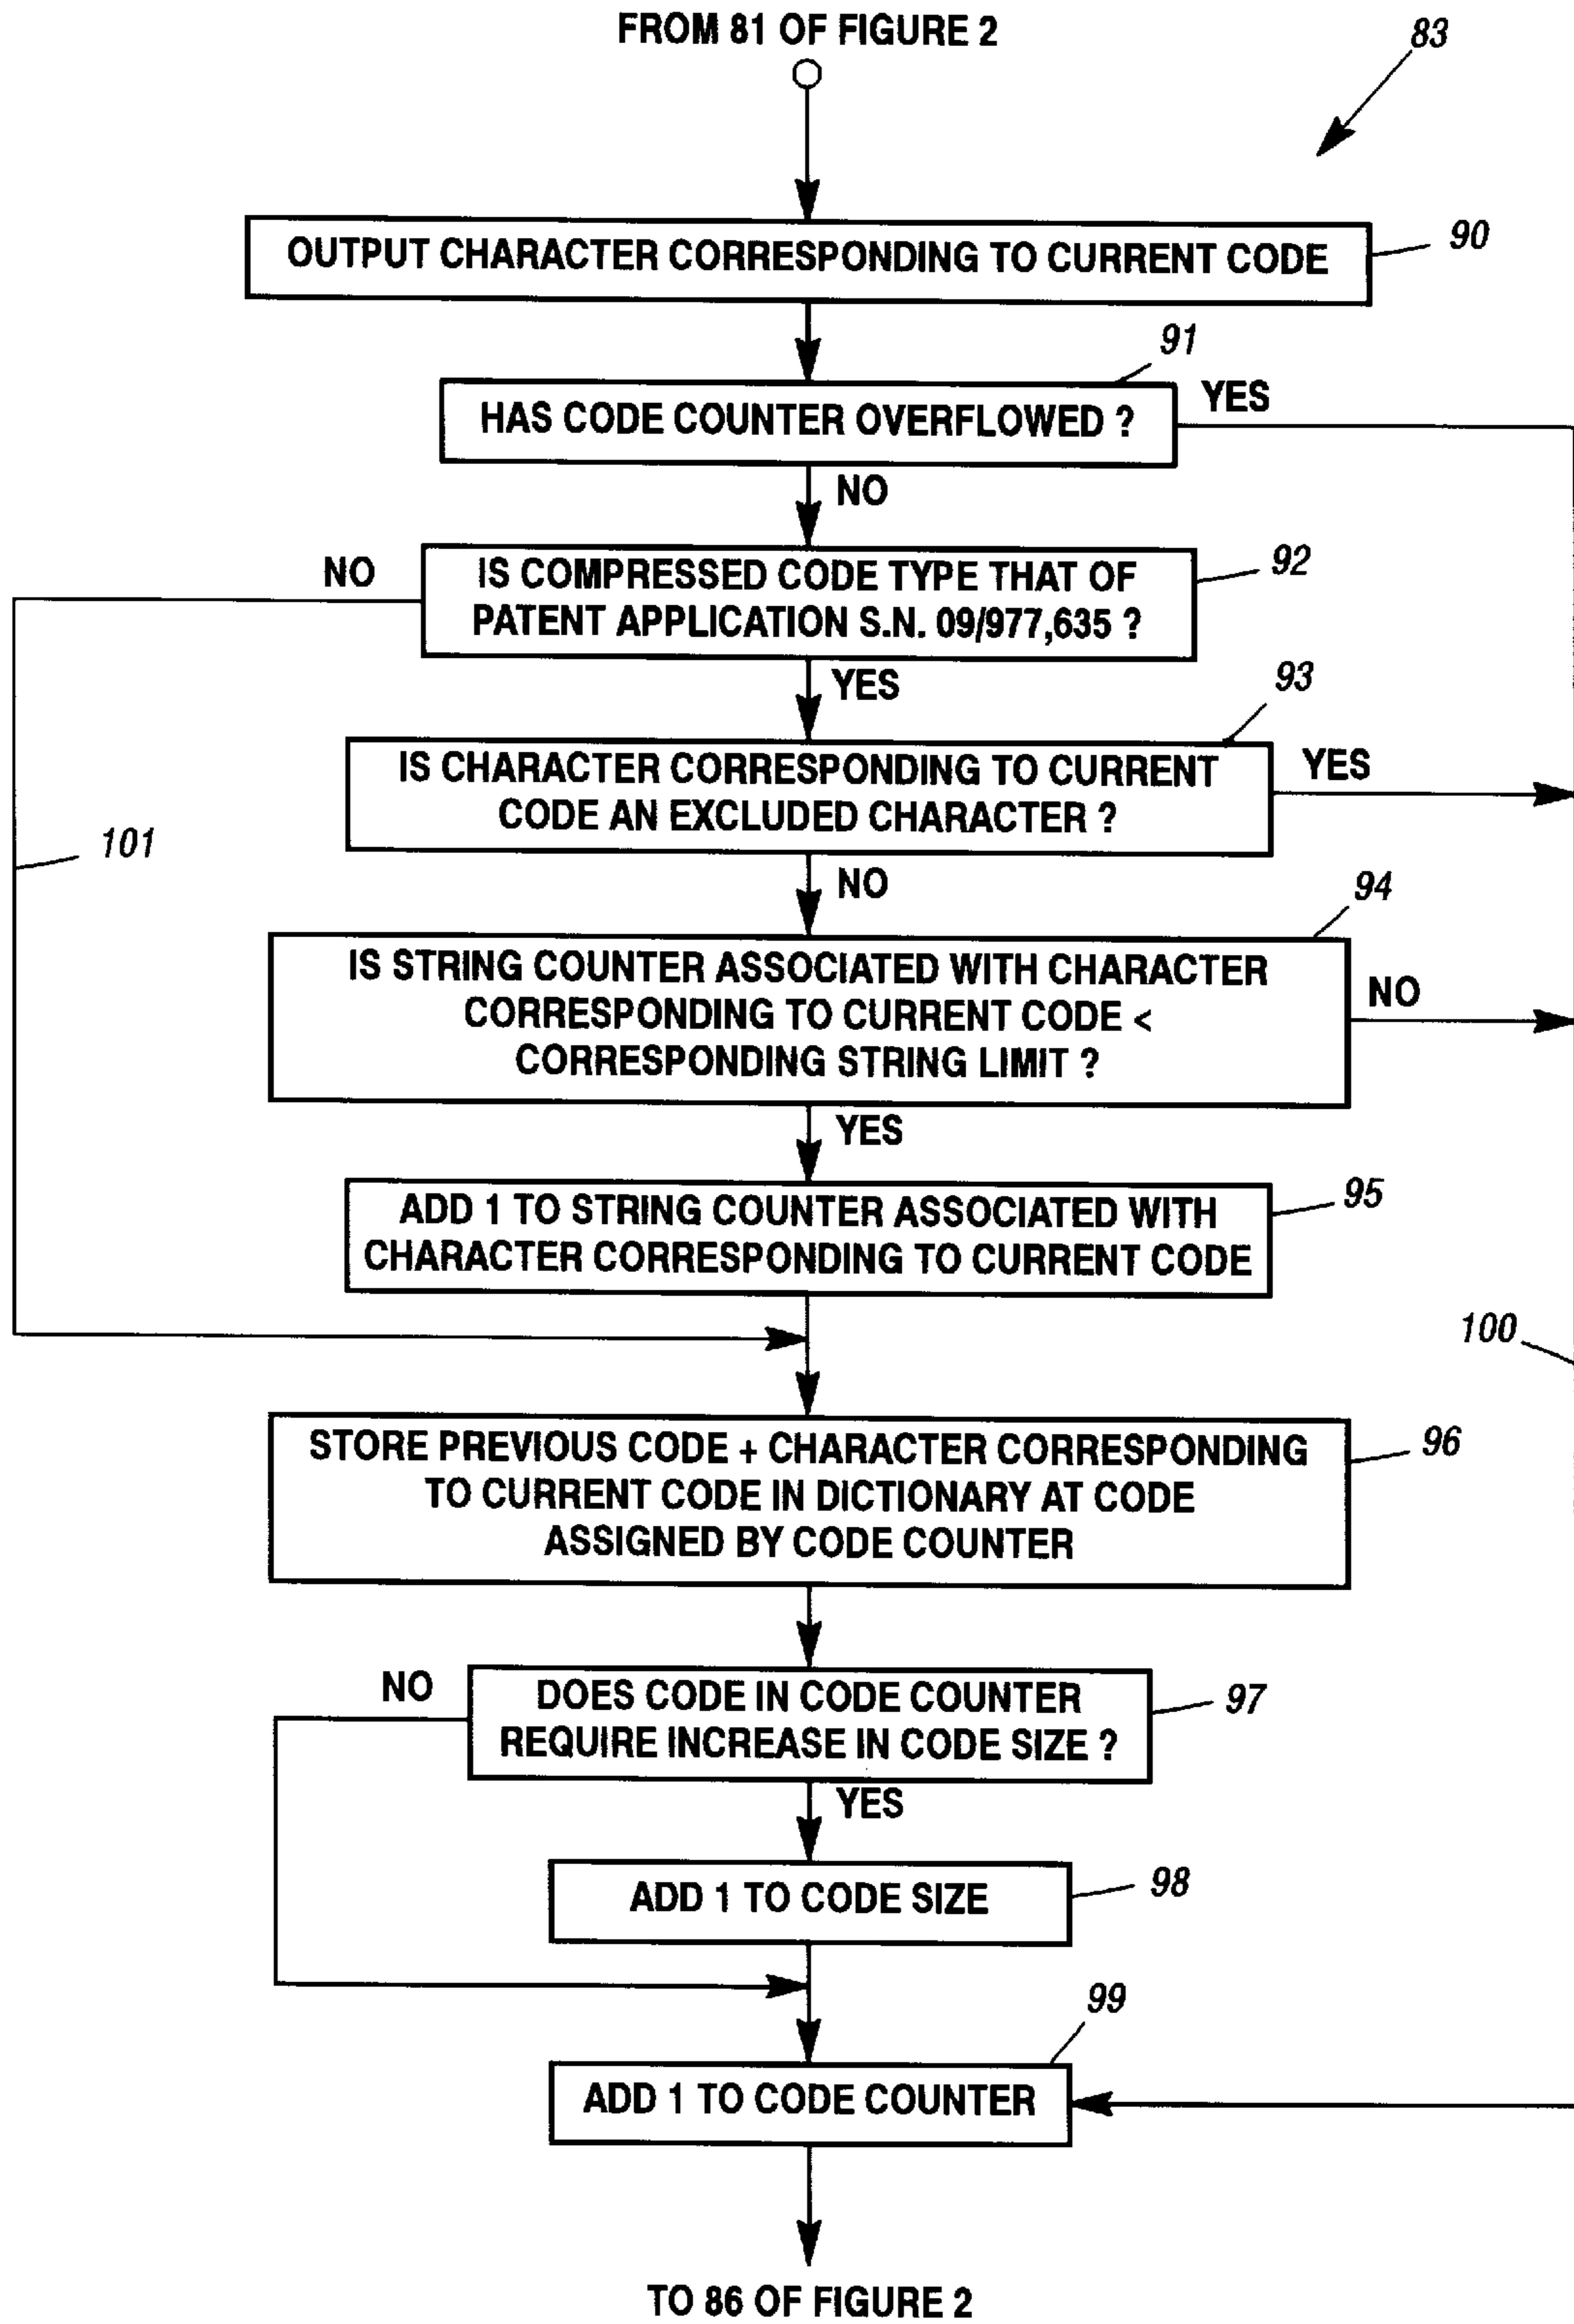 FROM 81 OF FIGURE 2
83
OUTPUT CHARACTER CORRESPONDING TO CURRENT CODE
90
91
HAS CODE COUNTER OVERFLOWED ?
YES
NO
NO
IS COMPRESSED CODE TYPE THAT OF
PATENT APPLICATION S.N. 09/977,635 ?
92
YES
93
IS CHARACTER CORRESPONDING TO CURRENT
CODE AN EXCLUDED CHARACTER ?
YES
101
NO
94
IS STRING COUNTER ASSOCIATED WITH CHARACTER
CORRESPONDING TO CURRENT CODE <
CORRESPONDING STRING LIMIT ?
NO
YES
ADD 1 TO STRING COUNTER ASSOCIATED WITH
CHARACTER CORRESPONDING TO CURRENT CODE
95
100
STORE PREVIOUS CODE + CHARACTER CORRESPONDING
TO CURRENT CODE IN DICTIONARY AT CODE
ASSIGNED BY CODE COUNTER
96
NO
DOES CODE IN CODE COUNTER
REQUIRE INCREASE IN CODE SIZE ?
97
YES
ADD 1 TO CODE SIZE
98
99
ADD 1 TO CODE COUNTER
TO 86 OF FIGURE 2